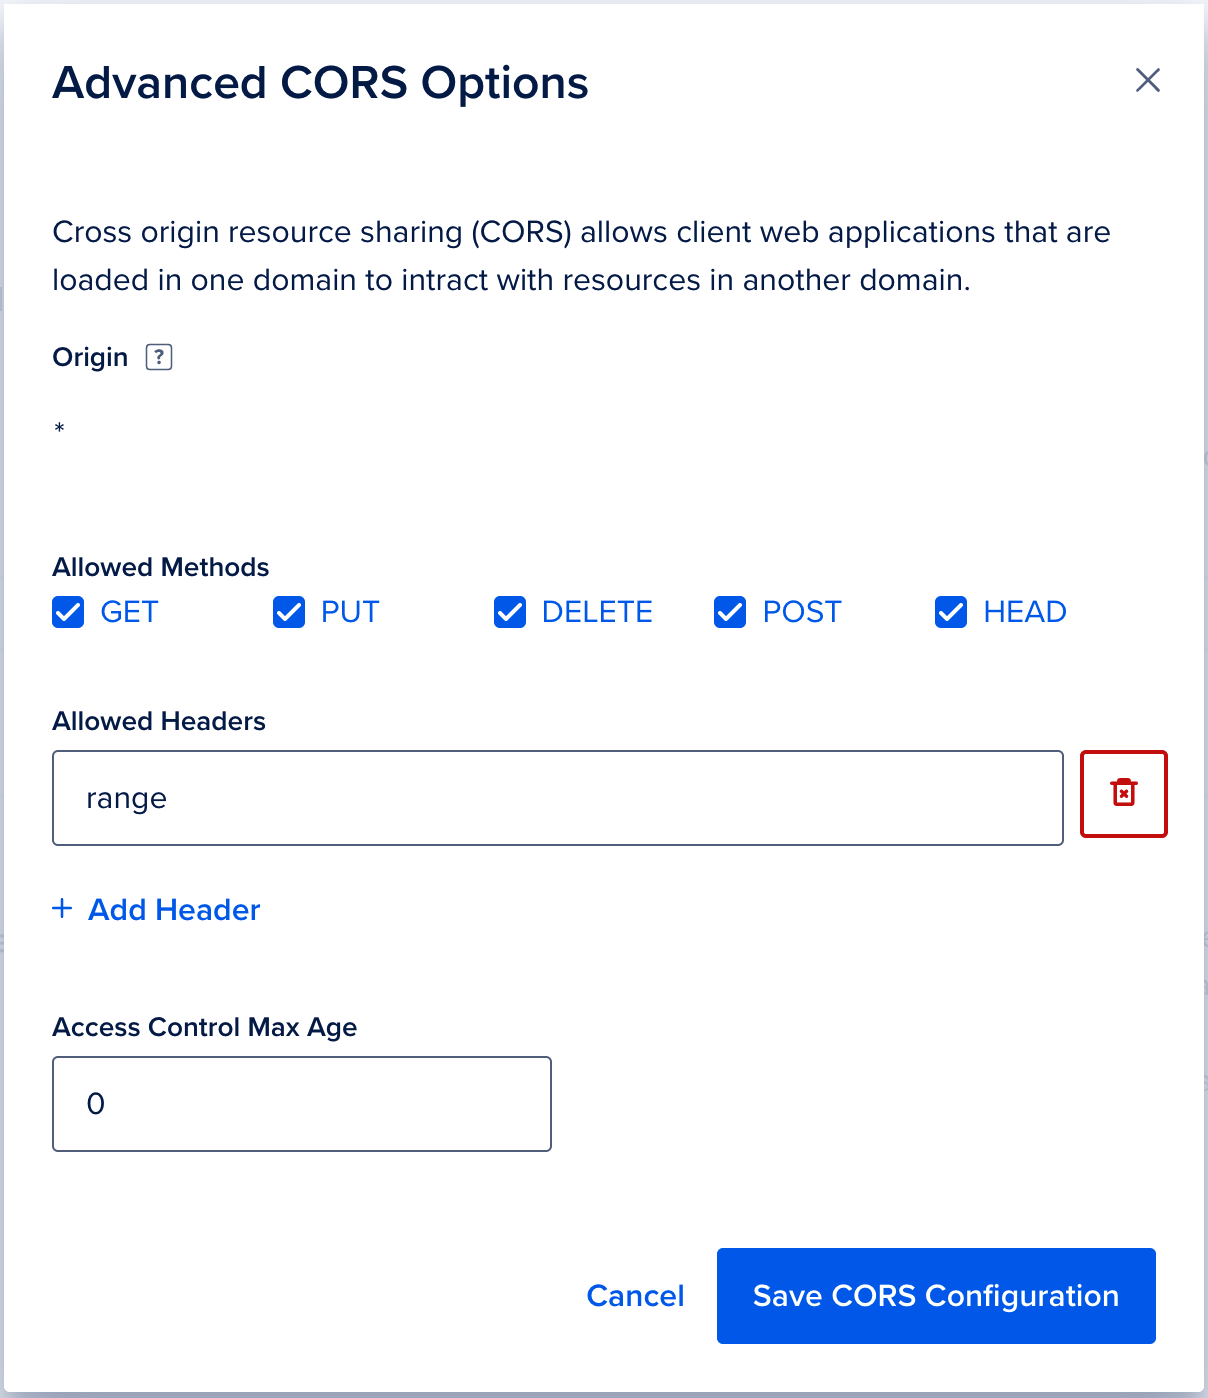 Advanced CORS Options
Cross origin resource sharing (CORS) allows client web applications that are
loaded in one domain to intract with resources in another domain.
Origin ?
*
Allowed Methods
GET PUT DELETE POST HEAD
Allowed Headers
range
+ Add Header
Access Control Max Age
0
Cancel Save CORS Configuration